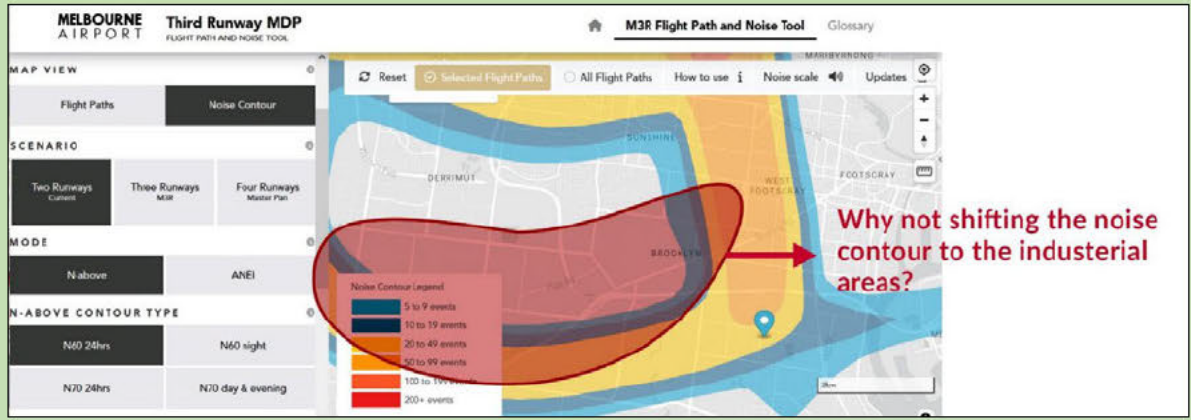 MELBOURNE
AIRPORT
Third Runway MDP
FLIGHT PATH AND NOISE TOOL
M3R Flight Path and Noise Tool
Glossary
MAP VIEW
Flight Paths
Noise Contour
SCENARIO
Two Runways
Current
Three Runways
M3R
Four Runways
Master Plan
MODE
N-above
ANEI
N-ABOVE CONTOUR TYPE
N60 24hrs
N60 night
N70 24hrs
N70 day & evening
Reset
Selected Flight Paths
All Flight Paths
How to use i
Noise scale
Updates
MARIBYRNONG
SUNSHINE
DERRIMUT
WEST
FOOTSCRAY
FOOTSCRAY
BROOKLYN
Noise Contour Legend
5 to 9 events
10 to 19 events
20 to 49 events
50 to 99 events
100 to 199 events
200+ events
Why not shifting the noise
contour to the industerial
areas?